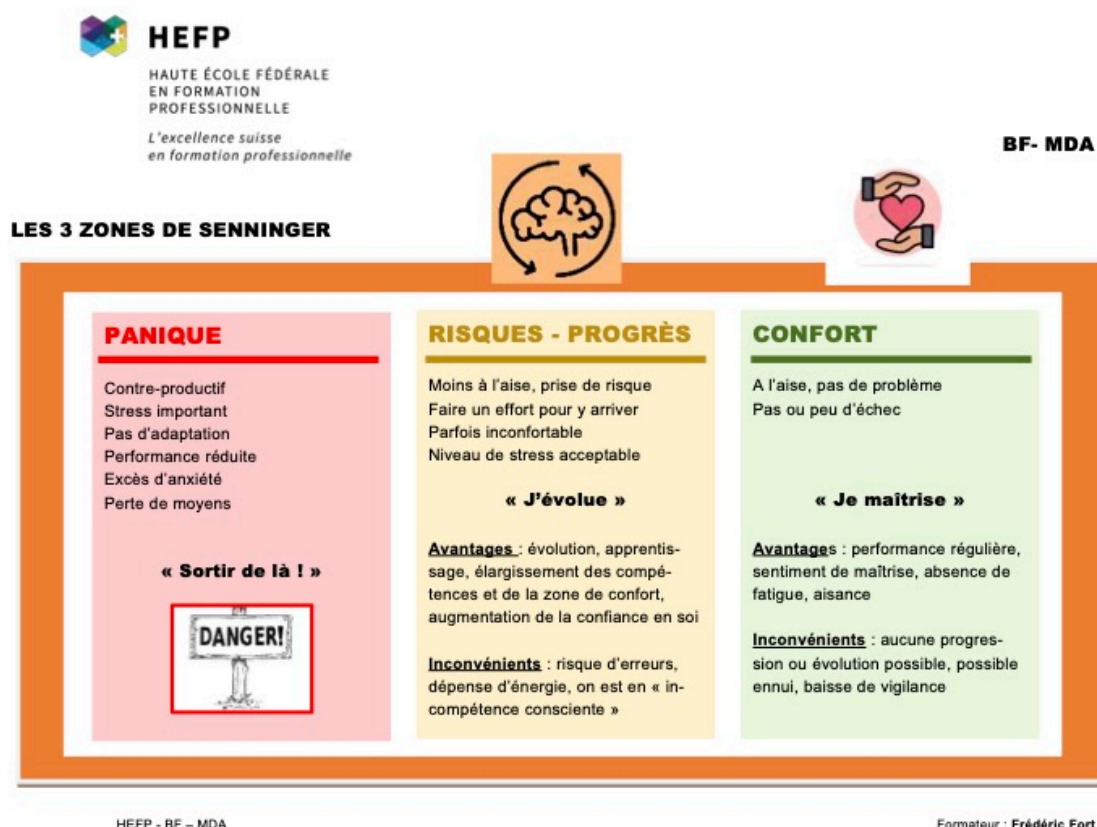 HEFP
HAUTE ÉCOLE FÉDÉRALE
EN FORMATION
PROFESSIONNELLE
L'excellence suisse
en formation professionnelle
BF- MDA
LES 3 ZONES DE SENNINGER
PANIQUE
Contre-productif
Stress important
Pas d'adaptation
Performance réduite
Excès d'anxiété
Perte de moyens
« Sortir de là ! »
DANGER!
RISQUES - PROGRÈS
Moins à l'aise, prise de risque
Faire un effort pour y arriver
Parfois inconfortable
Niveau de stress acceptable
« J'évolue »
Avantages : évolution, apprentis-
sage, élargissement des compé-
tences et de la zone de confort,
augmentation de la confiance en soi
Inconvénients : risque d'erreurs,
dépense d'énergie, on est en « in-
compétence consciente »
CONFORT
A l'aise, pas de problème
Pas ou peu d'échec
« Je maîtrise »
Avantages : performance régulière,
sentiment de maîtrise, absence de
fatigue, aisance
Inconvénients : aucune progres-
sion ou évolution possible, possible
ennui, baisse de vigilance
HEFP - BF – MDA
Formateur : Frédéric Fort